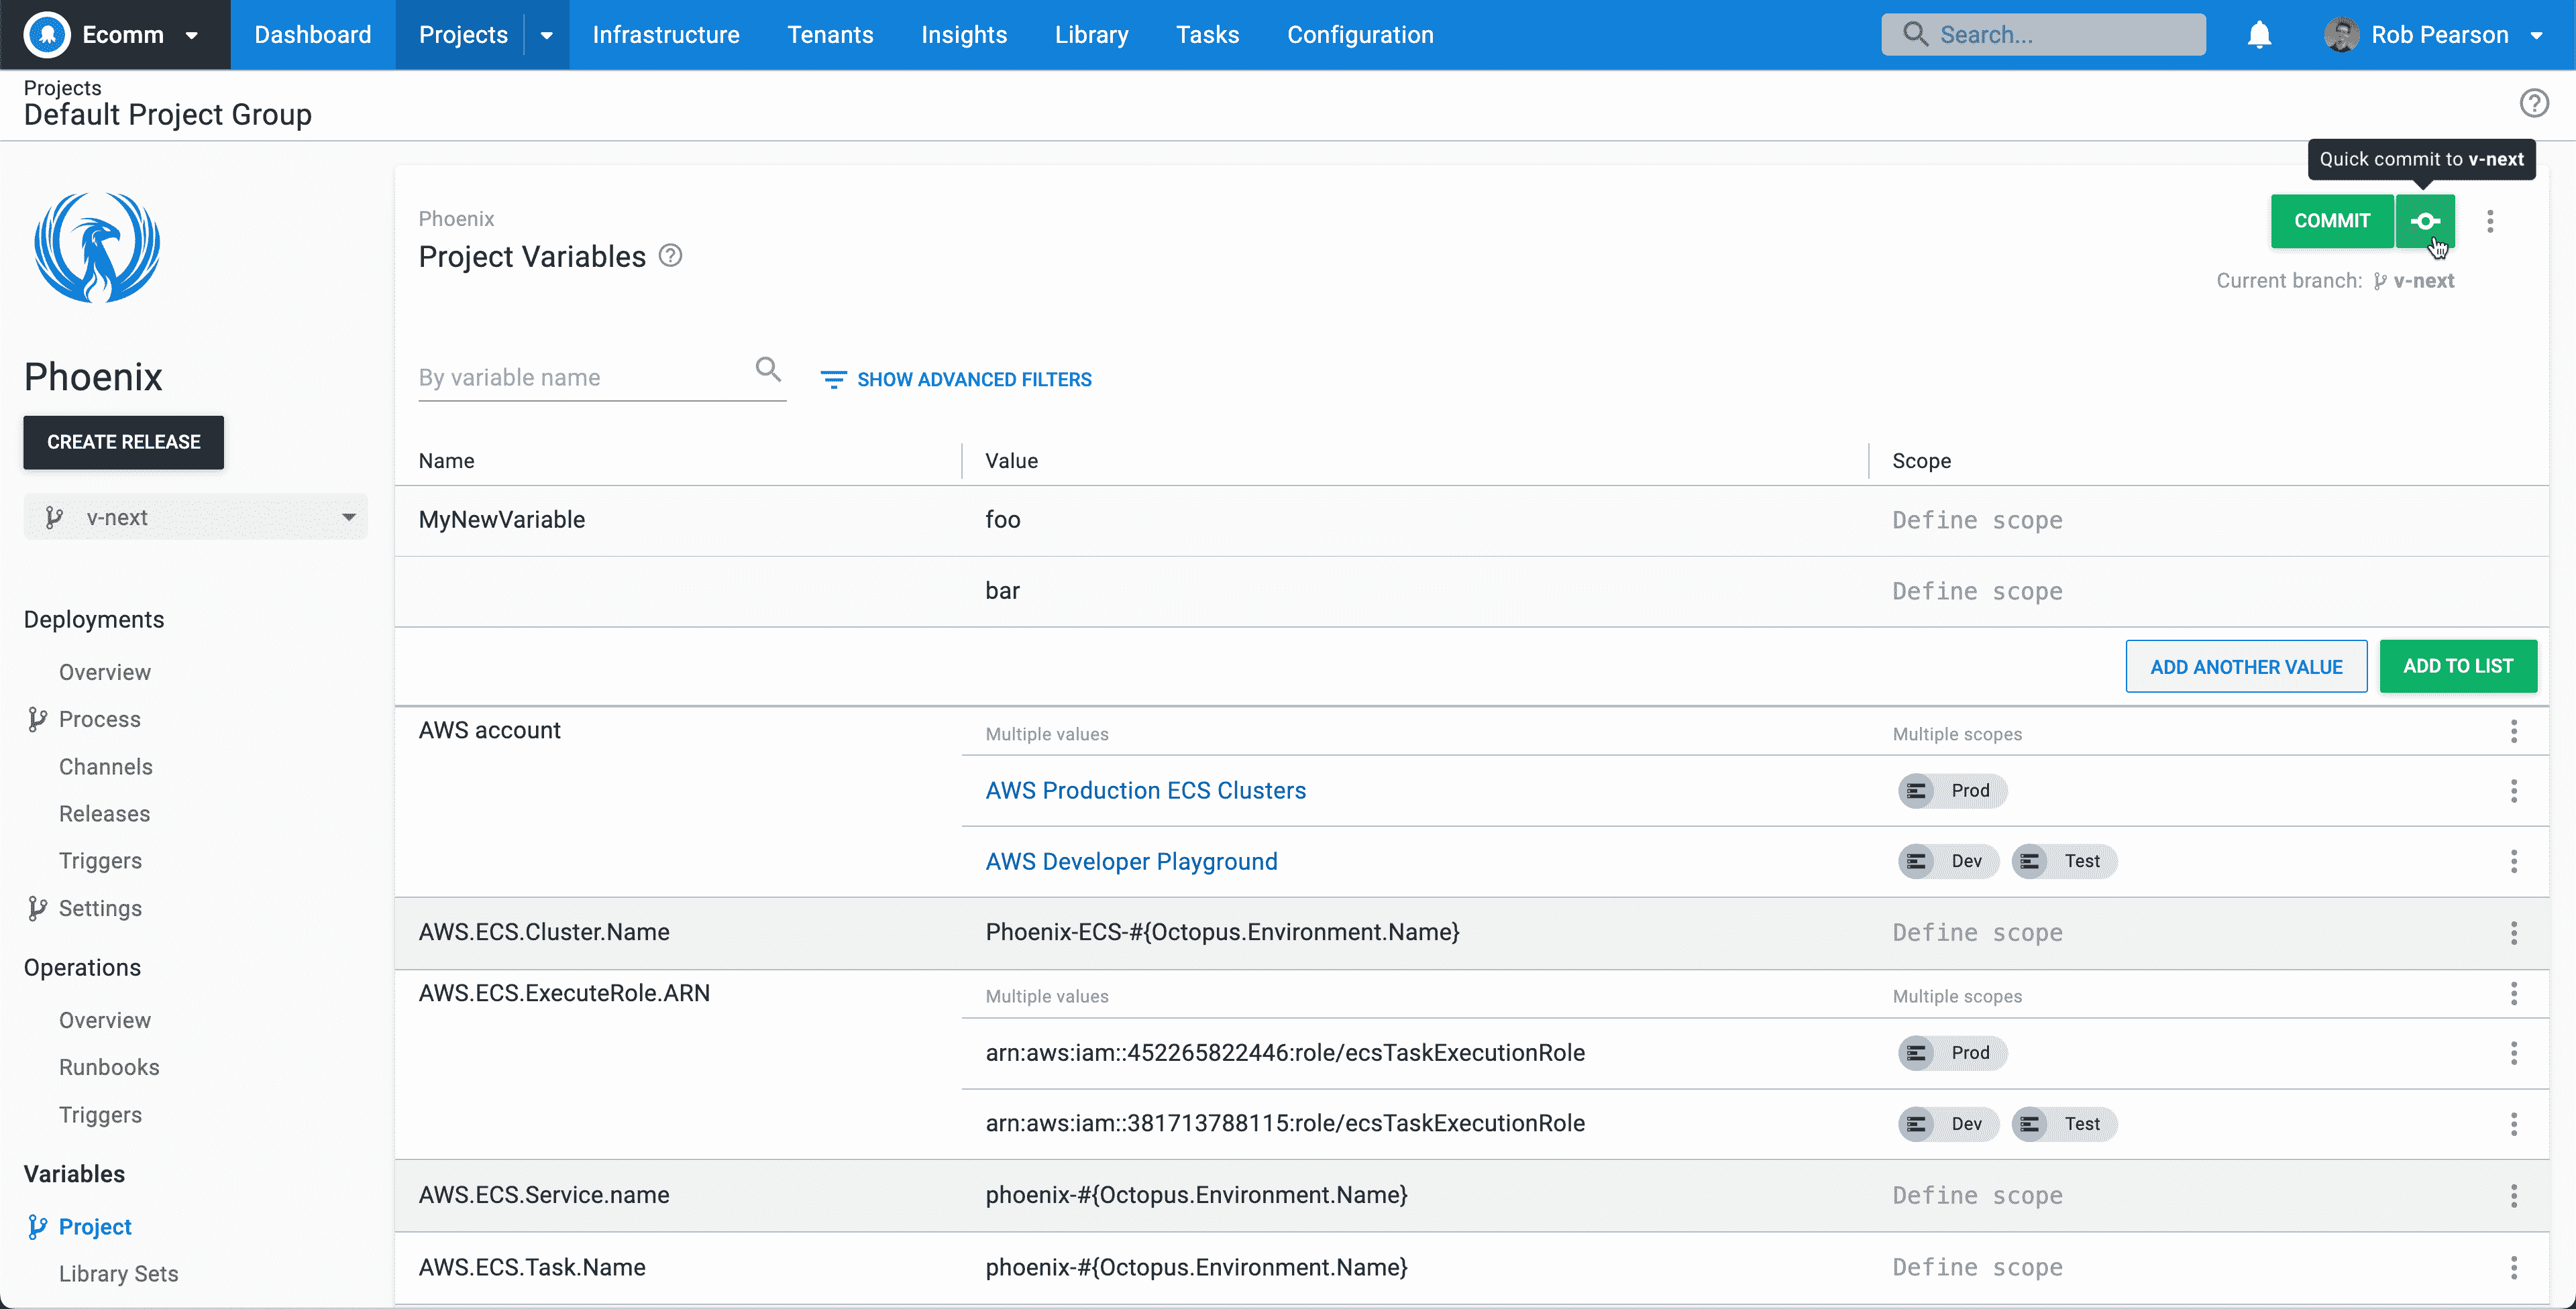 Ecomm
Dashboard
Projects
Infrastructure
Tenants
Insights
Library
Tasks
Configuration
Search...
Rob Pearson
Projects
Default Project Group
Quick commit to v-next
Phoenix
Project Variables
COMMIT
Current branch: v-next
By variable name
SHOW ADVANCED FILTERS
Phoenix
CREATE RELEASE
v-next
Deployments
Overview
Process
Channels
Releases
Triggers
Settings
Operations
Overview
Runbooks
Triggers
Variables
Project
Library Sets
Name Value Scope
MyNewVariable foo Define scope
bar Define scope
ADD ANOTHER VALUE ADD TO LIST
AWS account Multiple values Multiple scopes
AWS Production ECS Clusters Prod
AWS Developer Playground Dev Test
AWS.ECS.Cluster.Name Phoenix-ECS-#{Octopus.Environment.Name} Define scope
AWS.ECS.ExecuteRole.ARN Multiple values Multiple scopes
arn:aws:iam::452265822446:role/ecsTaskExecutionRole Prod
arn:aws:iam::381713788115:role/ecsTaskExecutionRole Dev Test
AWS.ECS.Service.name phoenix-#{Octopus.Environment.Name} Define scope
AWS.ECS.Task.Name phoenix-#{Octopus.Environment.Name} Define scope